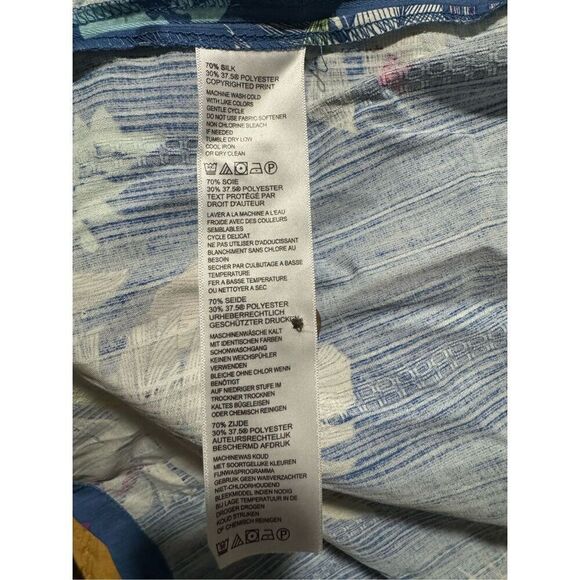 70% SILK
30% 37.5® POLYESTER
COPYRIGHTED PRINT
MACHINE WASH COLD
WITH LIKE COLORS
GENTLE CYCLE
DO NOT USE FABRIC SOFTENER
NON CHLORINE BLEACH
IF NEEDED
TUMBLE DRY LOW
COOL IRON
OR DRY CLEAN
70% SOIE
30% 37.5® POLYESTER
TEXT PROTÉGÉ PAR
DROIT D'AUTEUR
LAVER A LA MACHINE A L'EAU
FROIDE AVEC DES COULEURS
SEMBLABLES
CYCLE DELICAT
NE PAS UTILISER D'ADOUCISSANT
BLANCHIMENT SANS CHLORE AU
BESOIN
SECHER PAR CULBUTAGE A BASSE
TEMPERATURE
FER A BASSE TEMPERATURE
OU NETTOYER A SEC
70% SEIDE
30% 37.5® POLYESTER
URHEBERRECHTLICH
GESCHÜTZTER DRUCK
MASCHINENWÄSCHE KALT
MIT IDENTISCHEN FARBEN
SCHONWASCHGANG
KEINEN WEICHSPÜHLER
VERWENDEN
BLEICHE OHNE CHLOR WENN
BENÖTIGT
AUF NIEDRIGER STUFE IM
TROCKNER TROCKNEN
KALTES BÜGELEISEN
ODER CHEMISCH REINIGEN
70% ZIJDE
30% 37.5® POLYESTER
AUTEURSRECHTELIJK
BESCHERMD AFDRUK
MACHINEWAS KOUD
MET SOORTGELIJKE KLEUREN
FIJNWASPROGRAMMA
GEBRUIK GEEN WASVERZACHTER
NIET-CHLOORHOUDEND
BLEEKMIDDEL INDIEN NODIG
BIJ LAGE TEMPERATUUR IN DE
DROGER DROGEN
KOUD STRIJKEN
OF CHEMISCH REINIGEN